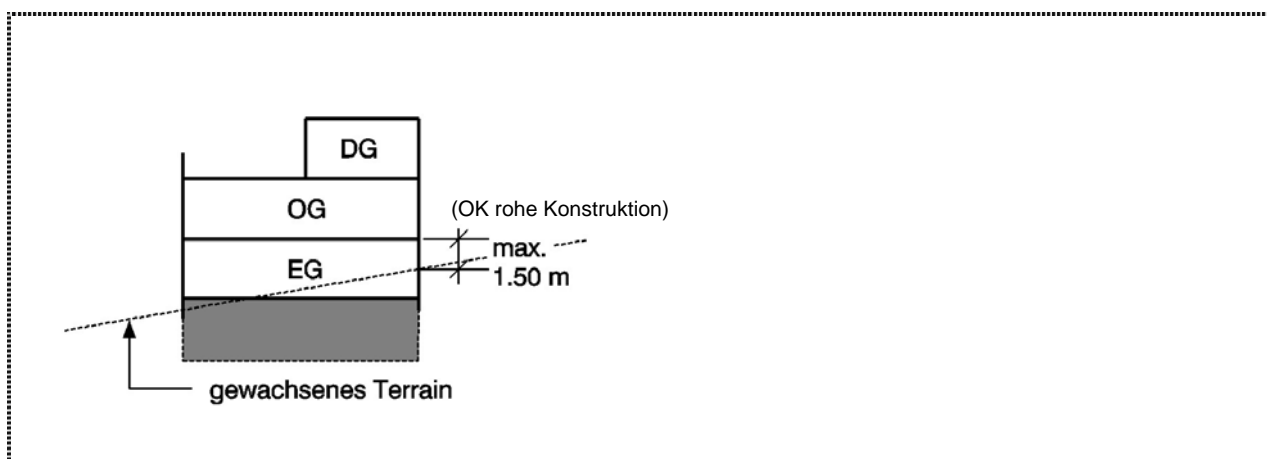 DG
OG
(OK rohe Konstruktion)
max.
EG
1.50 m
gewachsenes Terrain